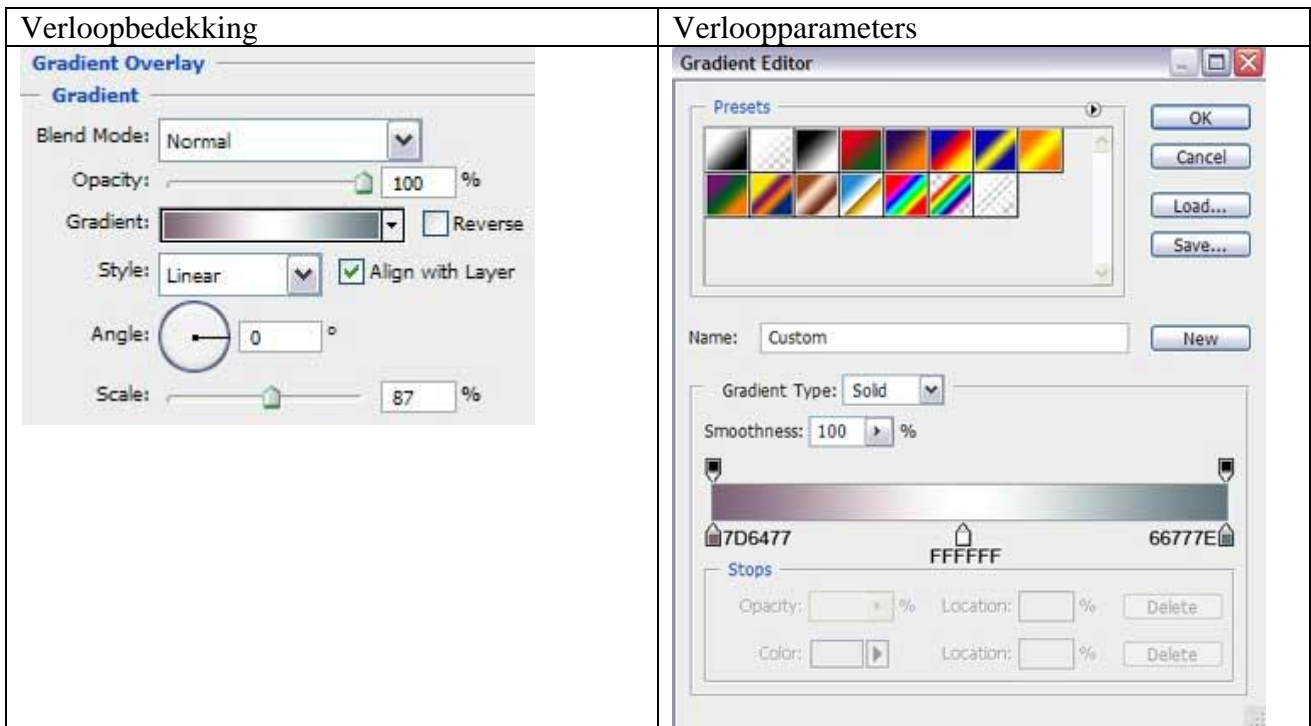 Verloopbedekking
Gradient Overlay
Gradient
Blend Mode: Normal
Opacity: 100 %
Gradient: Reverse
Style: Linear Align with Layer
Angle: 0 °
Scale: 87 %
Verloopparameters
Gradient Editor
Presets
OK
Cancel
Load...
Save...
Name: Custom New
Gradient Type: Solid
Smoothness: 100 %
7D6477 FFFFFF 66777E
Stops
Opacity: % Location: % Delete
Color: Location: % Delete